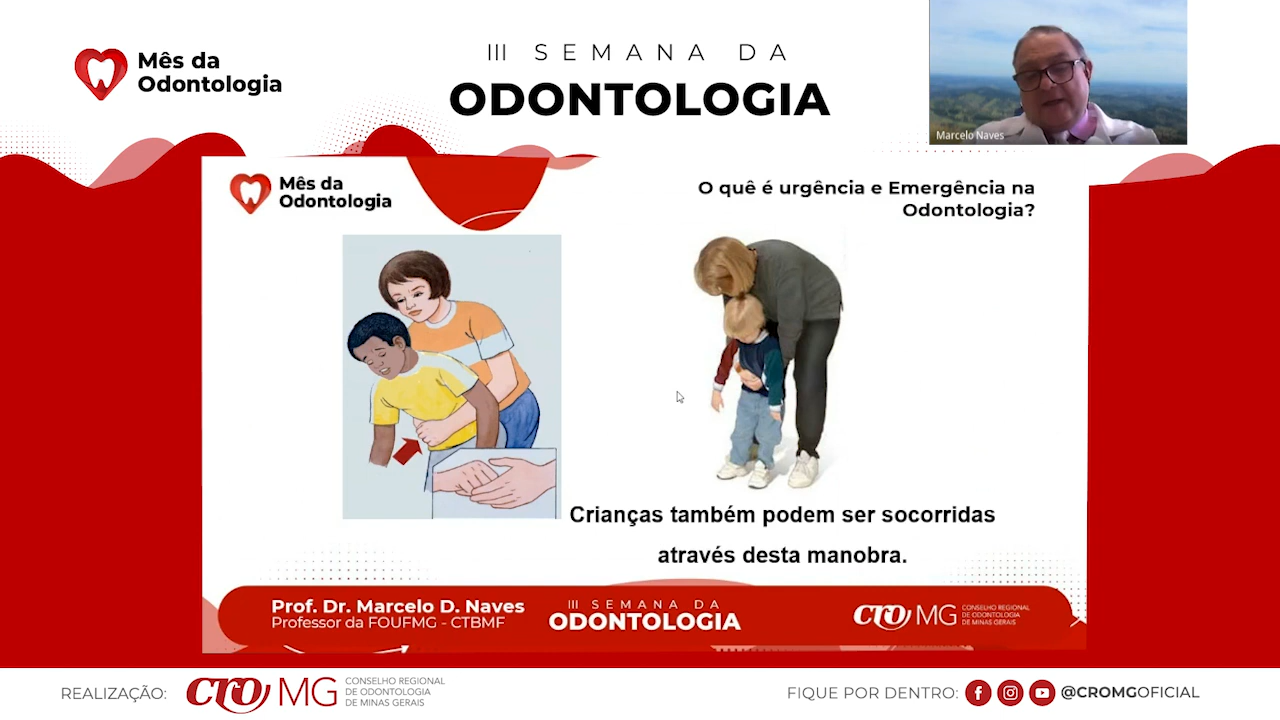 Mês da
Odontologia
III SEMANA DA
ODONTOLOGIA
Marcelo Naves
Mês da
Odontologia
O quê é urgência e Emergência na
Odontologia?
Crianças também podem ser socorridas
através desta manobra.
Prof. Dr. Marcelo D. Naves
Professor da FOUFMG - CTBMF
III SEMANA DA
ODONTOLOGIA
cro MG
CONSELHO REGIONAL
DE ODONTOLOGIA
DE MINAS GERAIS
REALIZAÇÃO:
cro MG
CONSELHO REGIONAL
DE ODONTOLOGIA
DE MINAS GERAIS
FIQUE POR DENTRO:
@CROMGOFICIAL